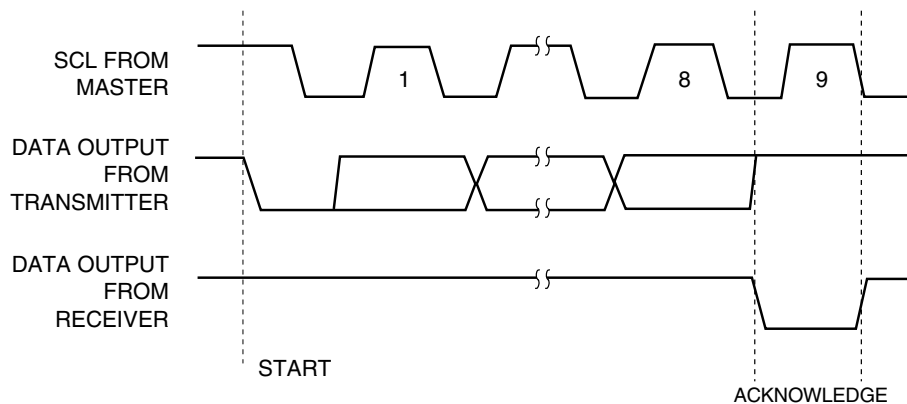 SCL FROM
MASTER
1
8
9
DATA OUTPUT
FROM
TRANSMITTER
DATA OUTPUT
FROM
RECEIVER
START
ACKNOWLEDGE